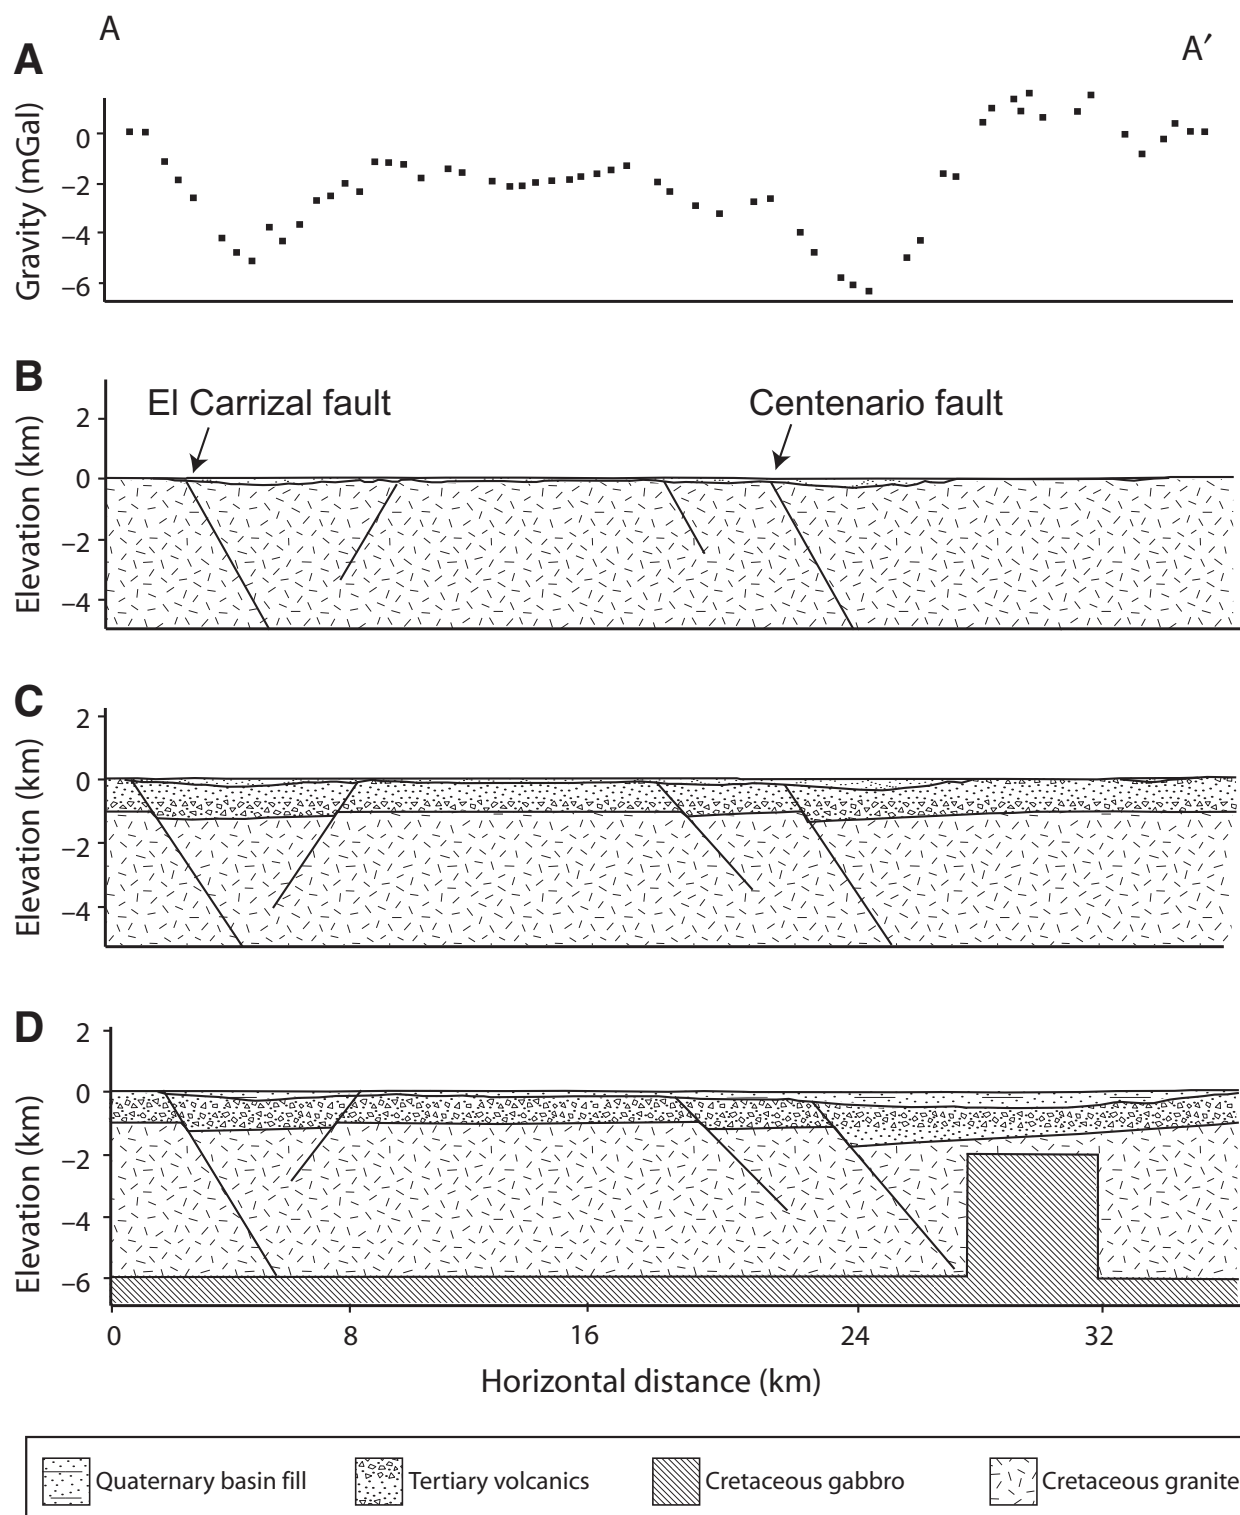 A
A′
A
Gravity (mGal)
0
−2
−4
−6
B
El Carrizal fault
Centenario fault
Elevation (km)
2
0
−2
−4
C
Elevation (km)
2
0
−2
−4
D
Elevation (km)
2
0
−2
−4
−6
0 8 16 24 32
Horizontal distance (km)
Quaternary basin fill
Tertiary volcanics
Cretaceous gabbro
Cretaceous granite